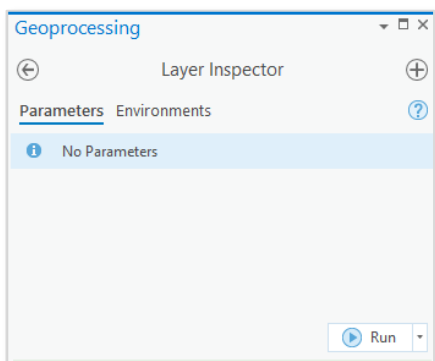 Geoprocessing
Layer Inspector
Parameters Environments
No Parameters
Run